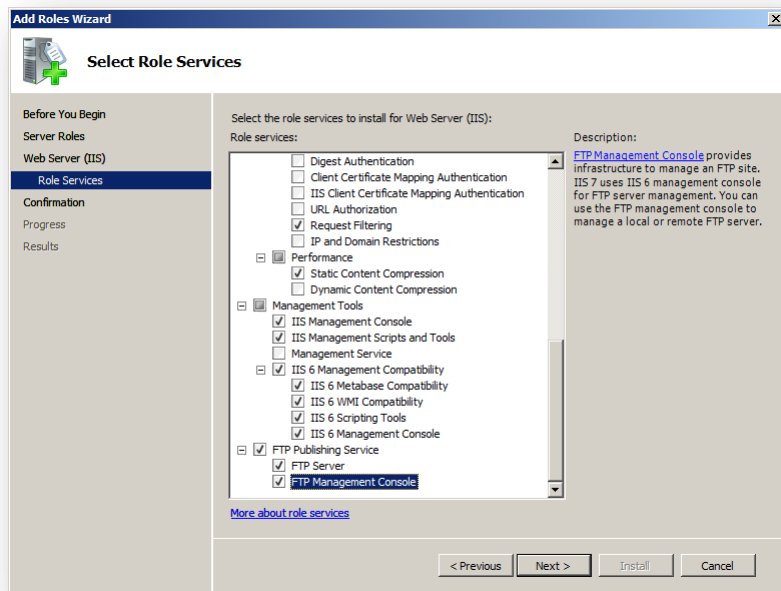 Add Roles Wizard
Select Role Services
Before You Begin
Server Roles
Web Server (IIS)
Role Services
Confirmation
Progress
Results
Select the role services to install for Web Server (IIS):
Role services:
Digest Authentication
Client Certificate Mapping Authentication
IIS Client Certificate Mapping Authentication
URL Authorization
Request Filtering
IP and Domain Restrictions
Performance
Static Content Compression
Dynamic Content Compression
Management Tools
IIS Management Console
IIS Management Scripts and Tools
Management Service
IIS 6 Management Compatibility
IIS 6 Metabase Compatibility
IIS 6 WMI Compatibility
IIS 6 Scripting Tools
IIS 6 Management Console
FTP Publishing Service
FTP Server
FTP Management Console
More about role services
Description:
FTP Management Console provides
infrastructure to manage an FTP site.
IIS 7 uses IIS 6 management console
for FTP server management. You can
use the FTP management console to
manage a local or remote FTP server.
< Previous
Next >
Install
Cancel